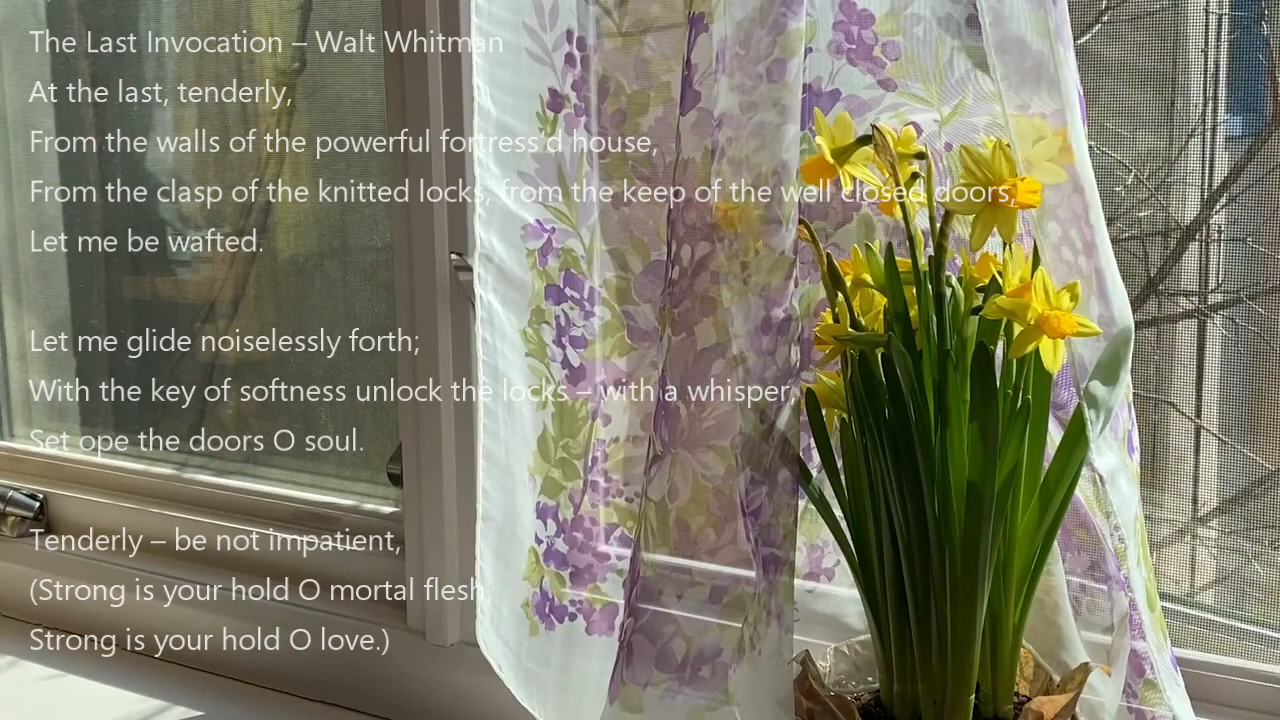 The Last Invocation – Walt Whitman
At the last, tenderly,
From the walls of the powerful fortress'd house,
From the clasp of the knitted locks, from the keep of the well closed doors,
Let me be wafted.
Let me glide noiselessly forth;
With the key of softness unlock the locks – with a whisper,
Set ope the doors O soul.
Tenderly – be not impatient,
(Strong is your hold O mortal flesh,
Strong is your hold O love.)